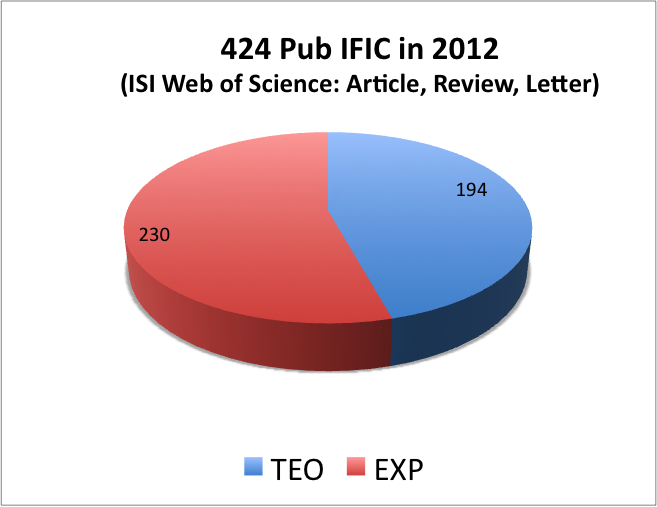 424 Pub IFIC in 2012
(ISI Web of Science: Article, Review, Letter)
194
230
TEO EXP